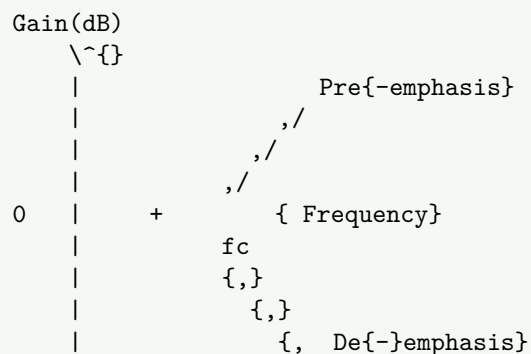 Gain(dB)
\^{}
| Pre{-emphasis}
| ,/
| ,/
| ,/
0 | + { Frequency}
| fc
| {,}
| {,}
| {, De{-}emphasis}